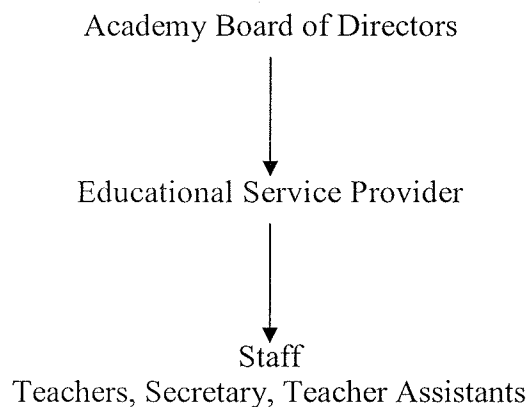 Academy Board of Directors
Educational Service Provider
Staff
Teachers, Secretary, Teacher Assistants